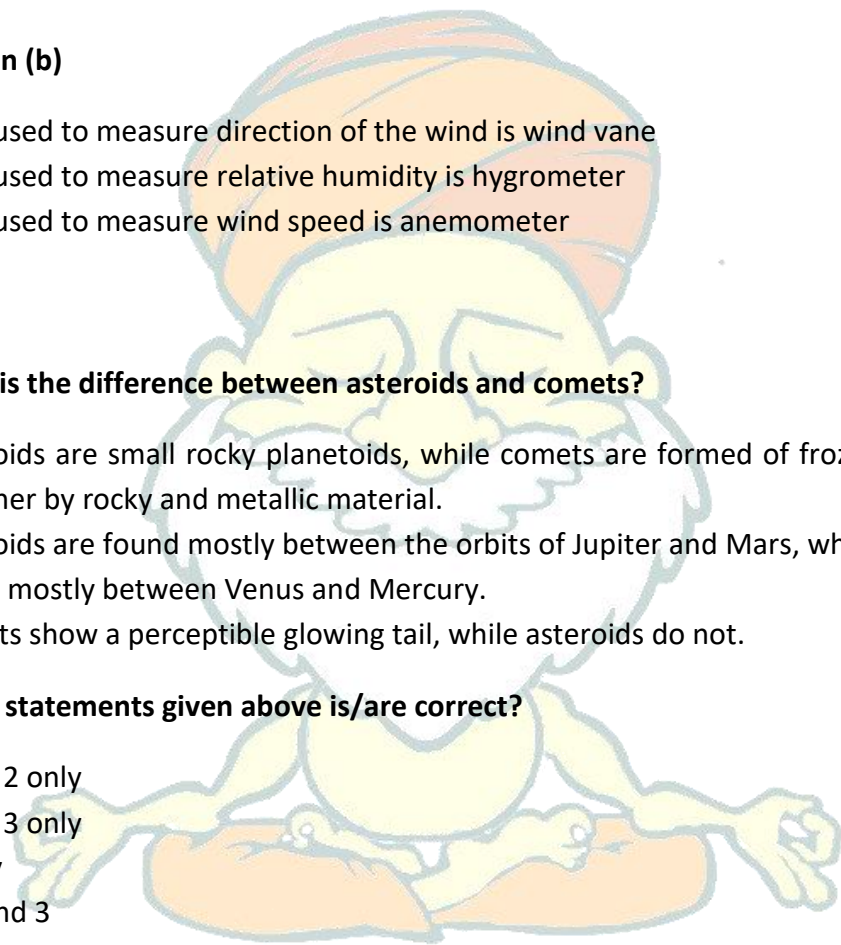 n (b)
used to measure direction of the wind is wind vane
used to measure relative humidity is hygrometer
used to measure wind speed is anemometer
is the difference between asteroids and comets?
oids are small rocky planetoids, while comets are formed of froz
her by rocky and metallic material.
oids are found mostly between the orbits of Jupiter and Mars, wh
mostly between Venus and Mercury.
ts show a perceptible glowing tail, while asteroids do not.
statements given above is/are correct?
2 only
3 only
nd 3